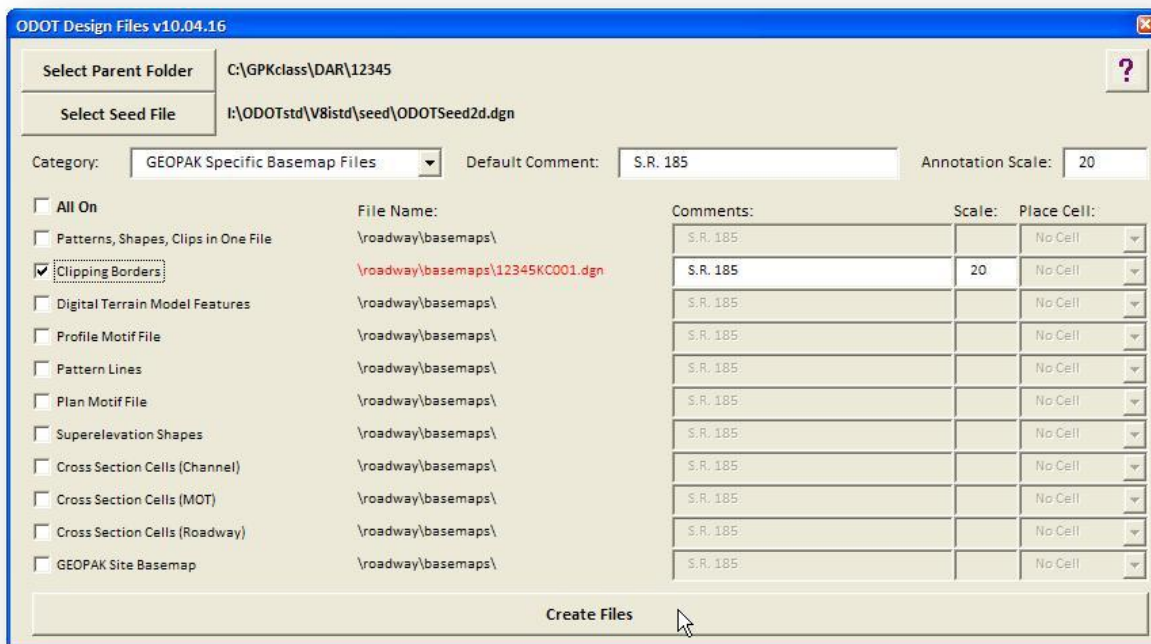 ODOT Design Files v10.04.16
Select Parent Folder C:\GPKclass\DAR\12345 ?
Select Seed File I:\ODOTstd\V8istd\seed\ODOTSeed2d.dgn
Category: GEOPAK Specific Basemap Files Default Comment: S.R. 185 Annotation Scale: 20
All On File Name: Comments: Scale: Place Cell:
Patterns, Shapes, Clips in One File \roadway\basemaps\ S.R. 185 No Cell
Clipping Borders \roadway\basemaps\12345KC001.dgn S.R. 185 20
Digital Terrain Model Features \roadway\basemaps\ S.R. 185 No Cell
Profile Motif File \roadway\basemaps\ S.R. 185 No Cell
Pattern Lines \roadway\basemaps\ S.R. 185 No Cell
Plan Motif File \roadway\basemaps\ S.R. 185 No Cell
Superelevation Shapes \roadway\basemaps\ S.R. 185 No Cell
Cross Section Cells (Channel) \roadway\basemaps\ S.R. 185 No Cell
Cross Section Cells (MOT) \roadway\basemaps\ S.R. 185 No Cell
Cross Section Cells (Roadway) \roadway\basemaps\ S.R. 185 No Cell
GEOPAK Site Basemap \roadway\basemaps\ S.R. 185 No Cell
Create Files